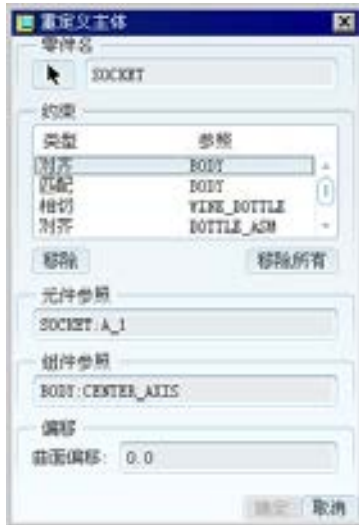 重定义主体
零件名
SOCKET
约束
类型 参照
对齐 BODY
匹配 BODY
相切 WINE_BOTTLE
对齐 BOTTLE_ASM
移除 移除所有
元件参照
SOCKET:A_1
组件参照
BODY:CENTER_AXIS
偏移
曲面偏移: 0.0
确定 取消